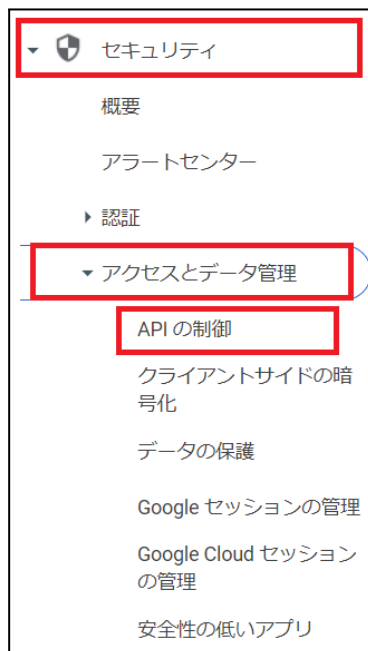 セキュリティ
概要
アラートセンター
認証
アクセスとデータ管理
API の制御
クライアントサイドの暗
号化
データの保護
Google セッションの管理
Google Cloud セッション
の管理
安全性の低いアプリ